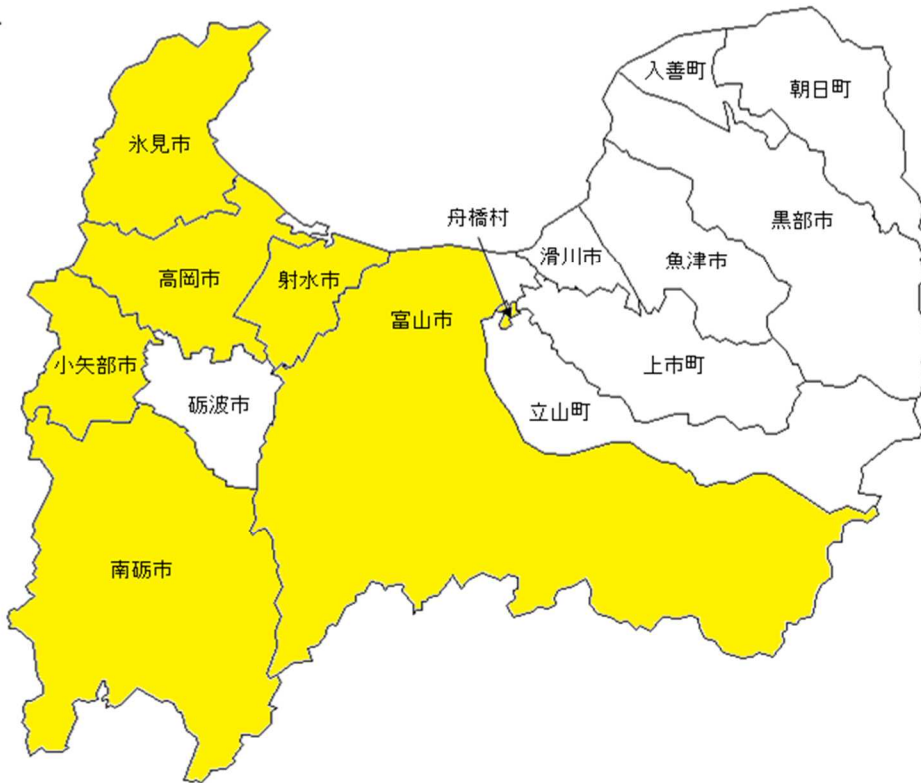 入善町
朝日町
氷見市
舟橋村
黒部市
滑川市
魚津市
高岡市
射水市
富山市
小矢部市
上市町
砺波市
立山町
南砺市